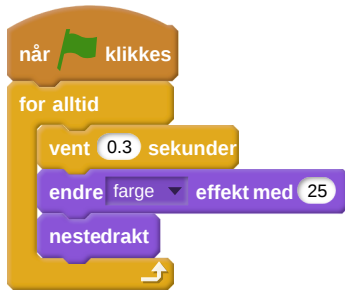 når klikkes
for alltid
vent 0.3 sekunder
endre farge effekt med 25
nestedrakt